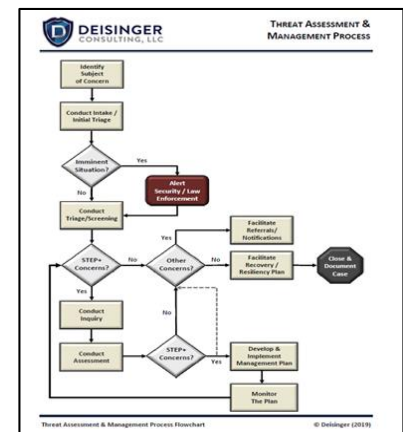 DEISINGER
CONSULTING, LLC
THREAT ASSESSMENT &
MANAGEMENT PROCESS
Identify
Subject
of Concern
Conduct Intake /
Initial Triage
Imminent
Situation?
Yes
No
Alert
Security / Law
Enforcement
Conduct
Triage/Screening
Facilitate
Referrals/
Notifications
Yes
STEP+
Concerns?
No
Other
Concerns?
No
Facilitate
Recovery /
Resiliency Plan
Close &
Document
Case
Yes
Conduct
Inquiry
No
Conduct
Assessment
STEP+
Concerns?
Yes
Develop &
Implement
Management Plan
Monitor
The Plan
Threat Assessment & Management Process Flowchart
© Deisinger (2019)